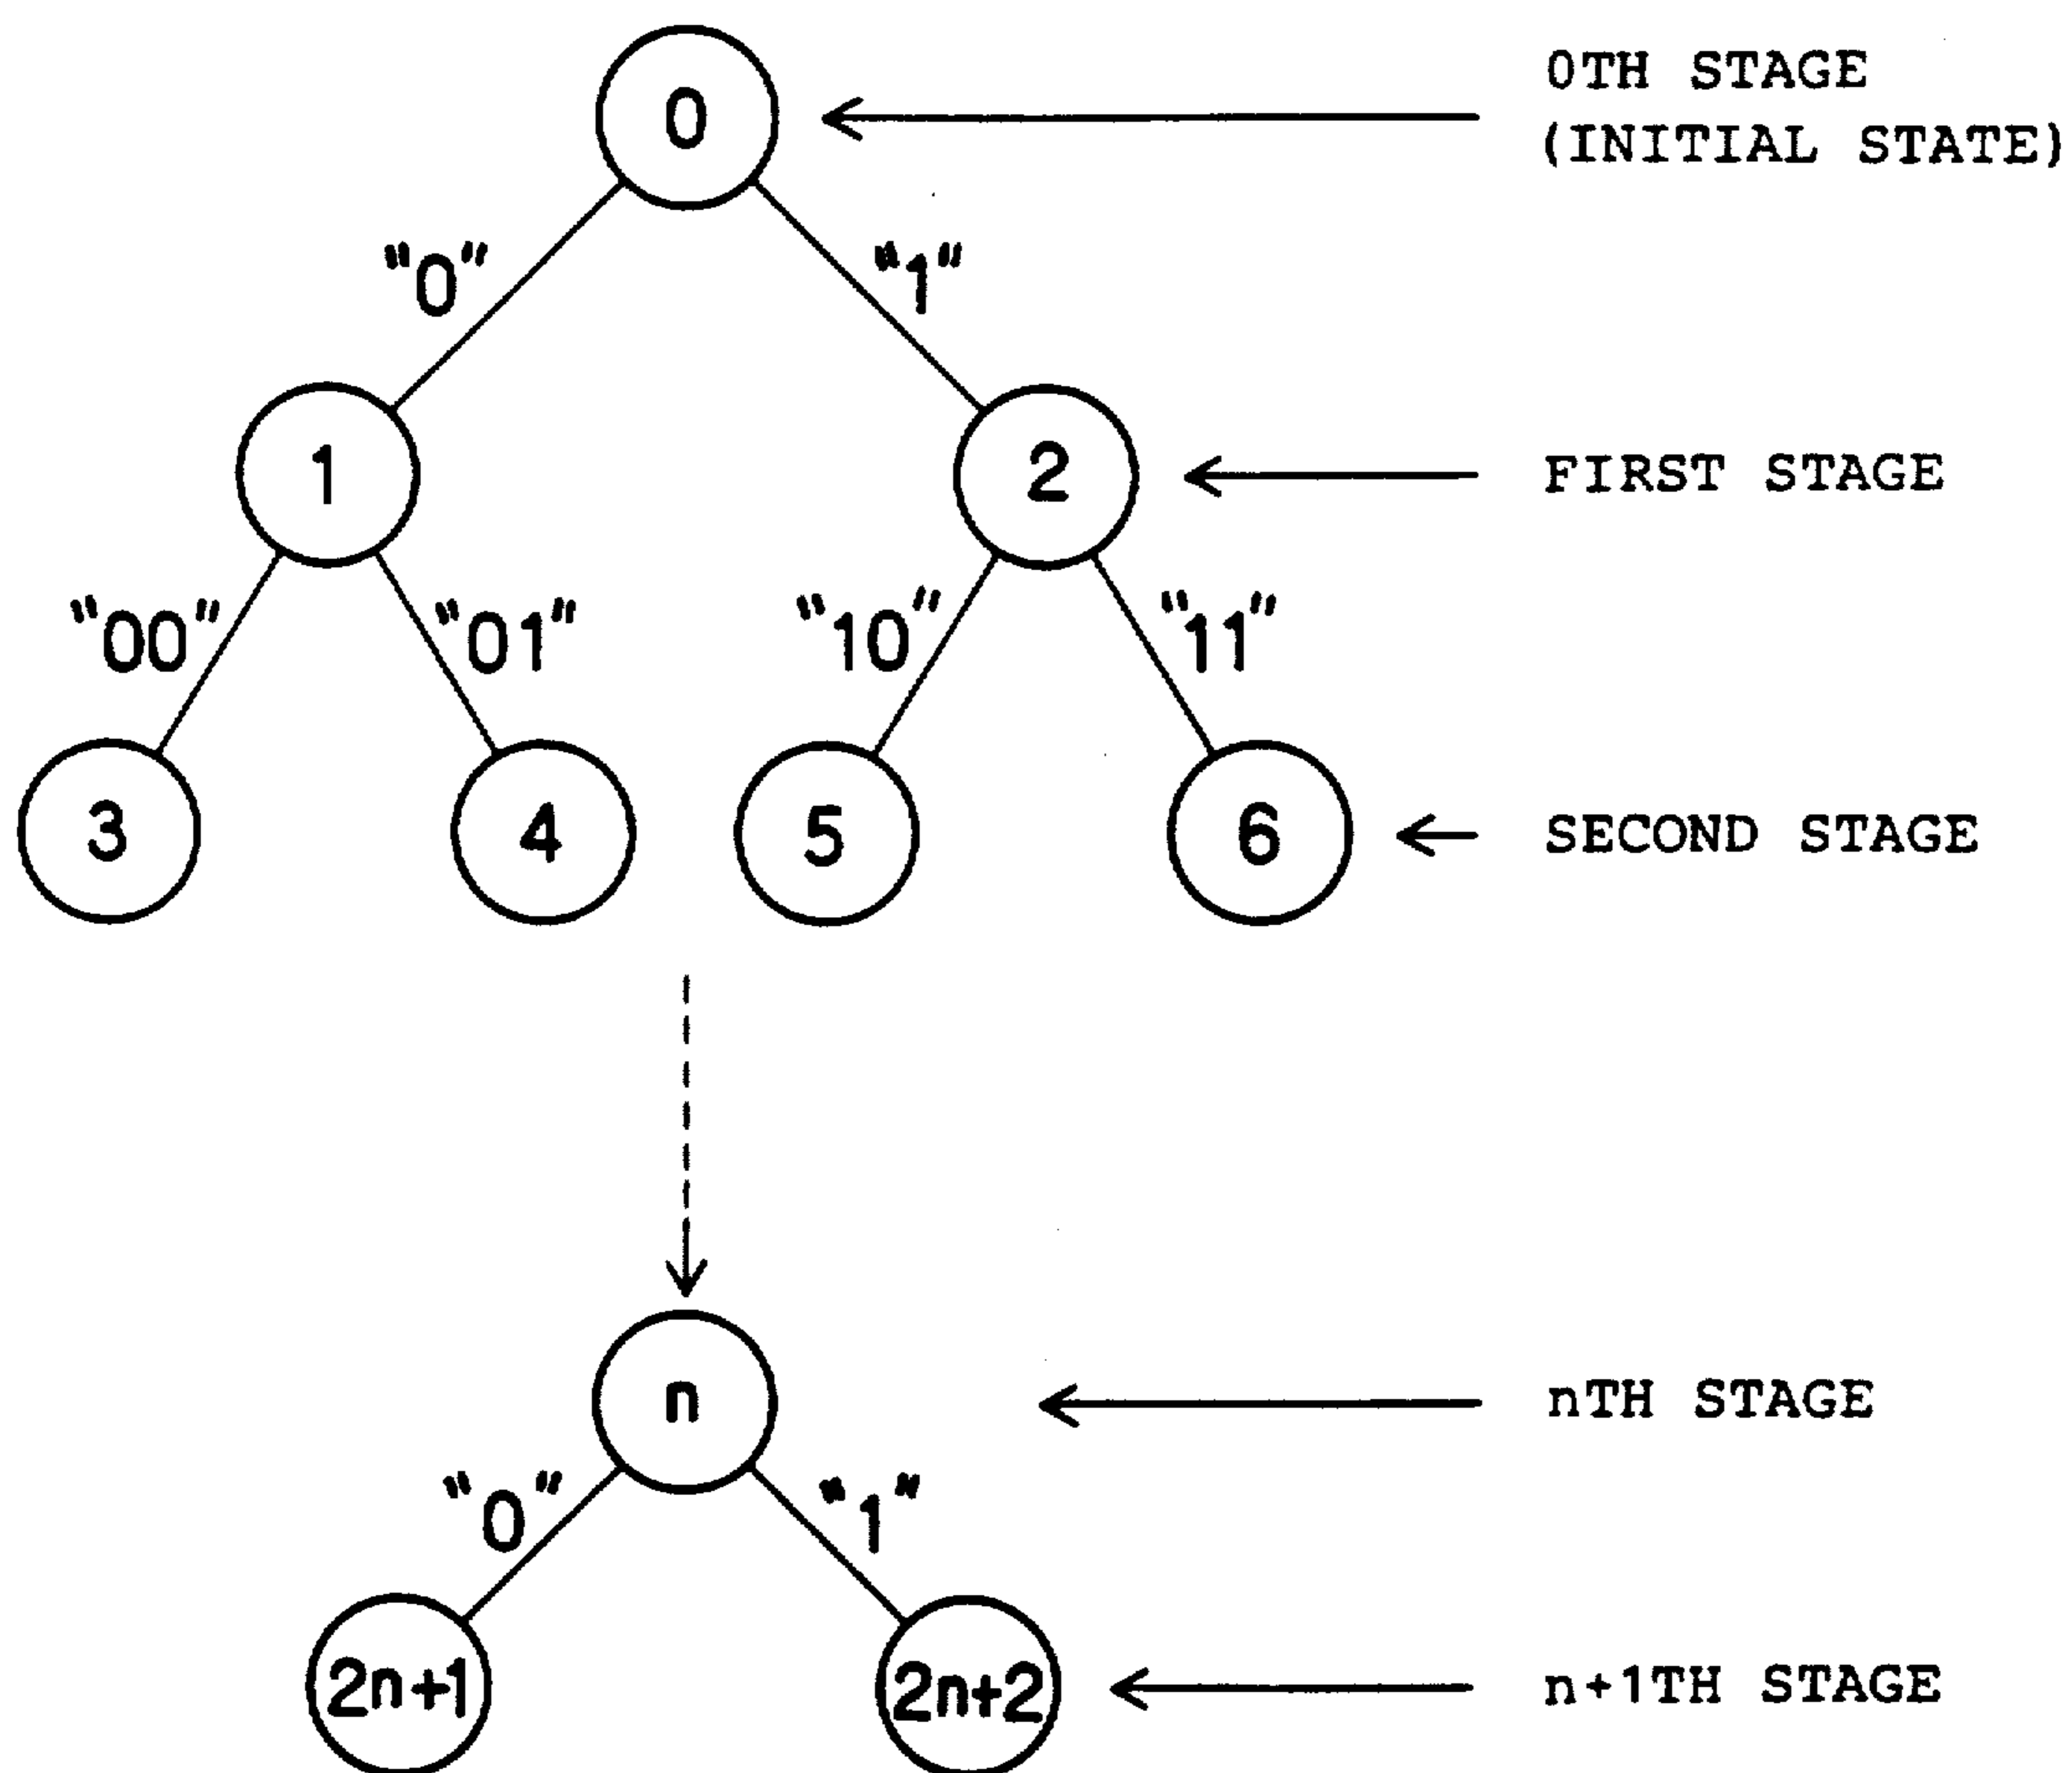 0
0TH STAGE
(INITIAL STATE)
"0"
"1"
1
2
FIRST STAGE
"00"
"01"
"10"
"11"
3
4
5
6
SECOND STAGE
n
nTH STAGE
"0"
"1"
2n+1
2n+2
n+1TH STAGE